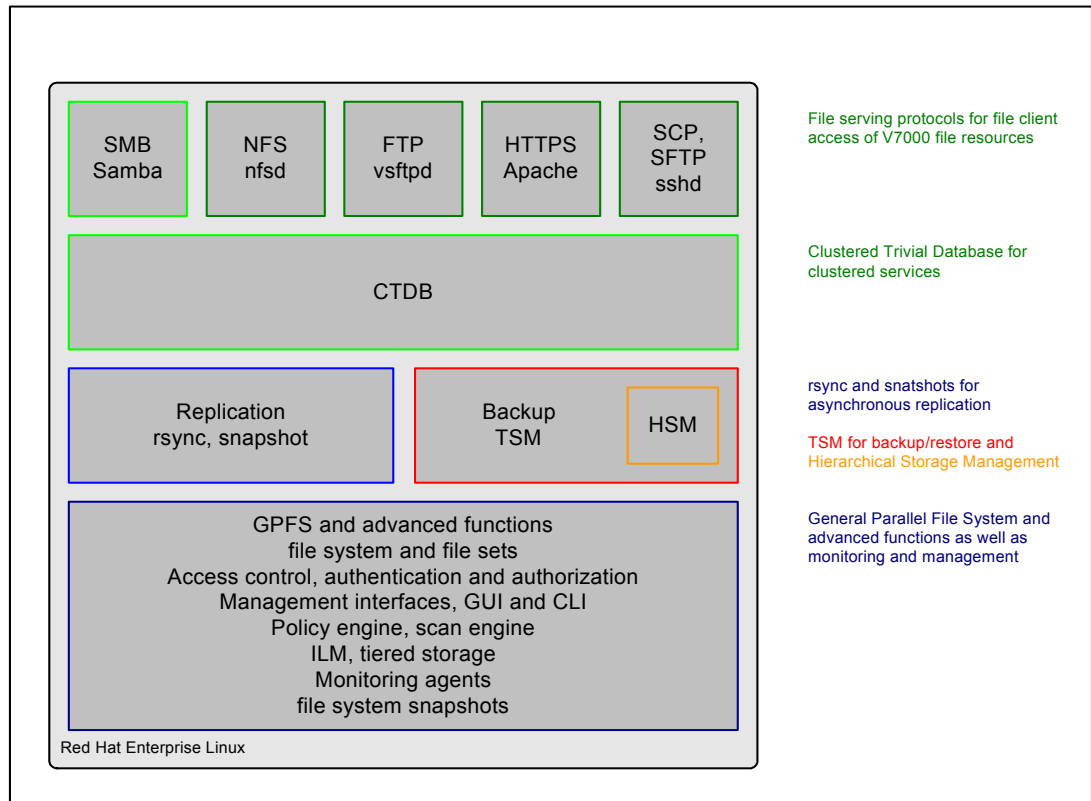 SMB
Samba
NFS
nfsd
FTP
vsftpd
HTTPS
Apache
SCP,
SFTP
sshd
File serving protocols for file client
access of V7000 file resources
CTDB
Clustered Trivial Database for
clustered services
Replication
rsync, snapshot
Backup
TSM
HSM
rsync and snatshots for
asynchronous replication
TSM for backup/restore and
Hierarchical Storage Management
GPFS and advanced functions
file system and file sets
Access control, authentication and authorization
Management interfaces, GUI and CLI
Policy engine, scan engine
ILM, tiered storage
Monitoring agents
file system snapshots
General Parallel File System and
advanced functions as well as
monitoring and management
Red Hat Enterprise Linux